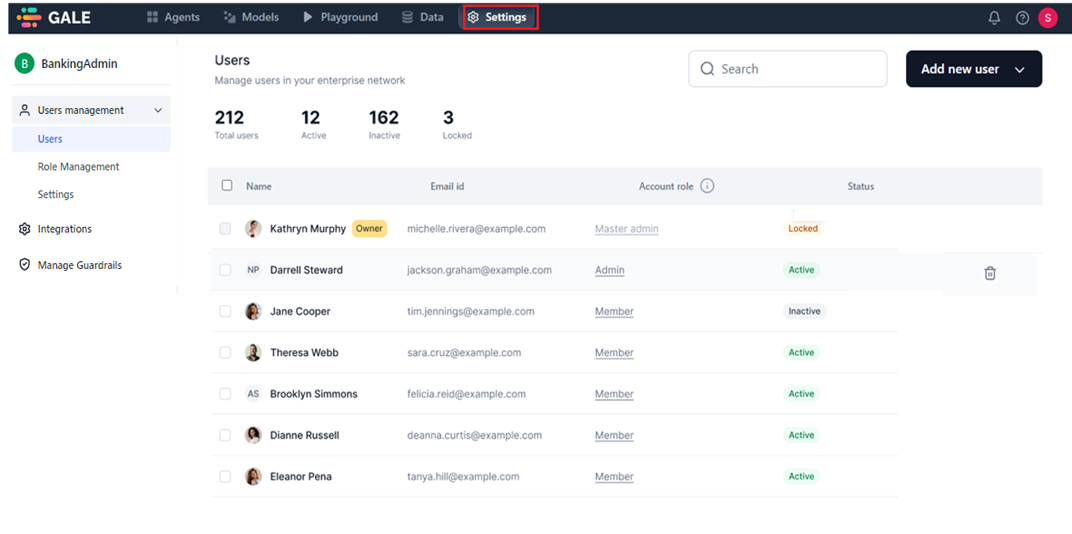 GALE Agents Models Playground Data Settings S
B BankingAdmin
Users management
Users
Role Management
Settings
Integrations
Manage Guardrails
Users
Manage users in your enterprise network
Search
Add new user
212 12 162 3
Total users Active Inactive Locked
Name Email id Account role Status
Kathryn Murphy Owner michelle.rivera@example.com Master admin Locked
NP Darrell Steward jackson.graham@example.com Admin Active
Jane Cooper tim.jennings@example.com Member Inactive
Theresa Webb sara.cruz@example.com Member Active
AS Brooklyn Simmons felicia.reid@example.com Member Active
Dianne Russell deanna.curtis@example.com Member Active
Eleanor Pena tanya.hill@example.com Member Active